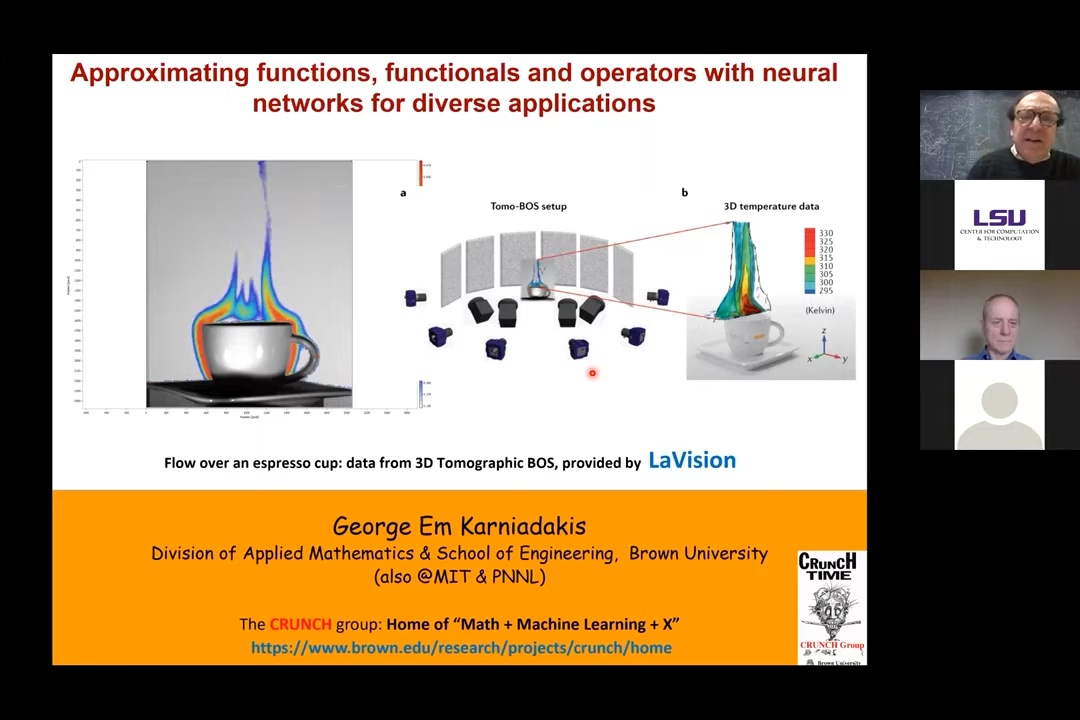 Approximating functions, functionals and operators with neural
networks for diverse applications
a
Tomo-BOS setup
b
3D temperature data
330
325
320
315
310
305
300
295
(Kelvin)
z
x
y
Flow over an espresso cup: data from 3D Tomographic BOS, provided by LaVision
George Em Karniadakis
Division of Applied Mathematics & School of Engineering, Brown University
(also @MIT & PNNL)
The CRUNCH group: Home of “Math + Machine Learning + X”
https://www.brown.edu/research/projects/crunch/home
CRUNCH
TIME
CRUNCH Group
Brown University
LSU
CENTER FOR COMPUTATION
& TECHNOLOGY